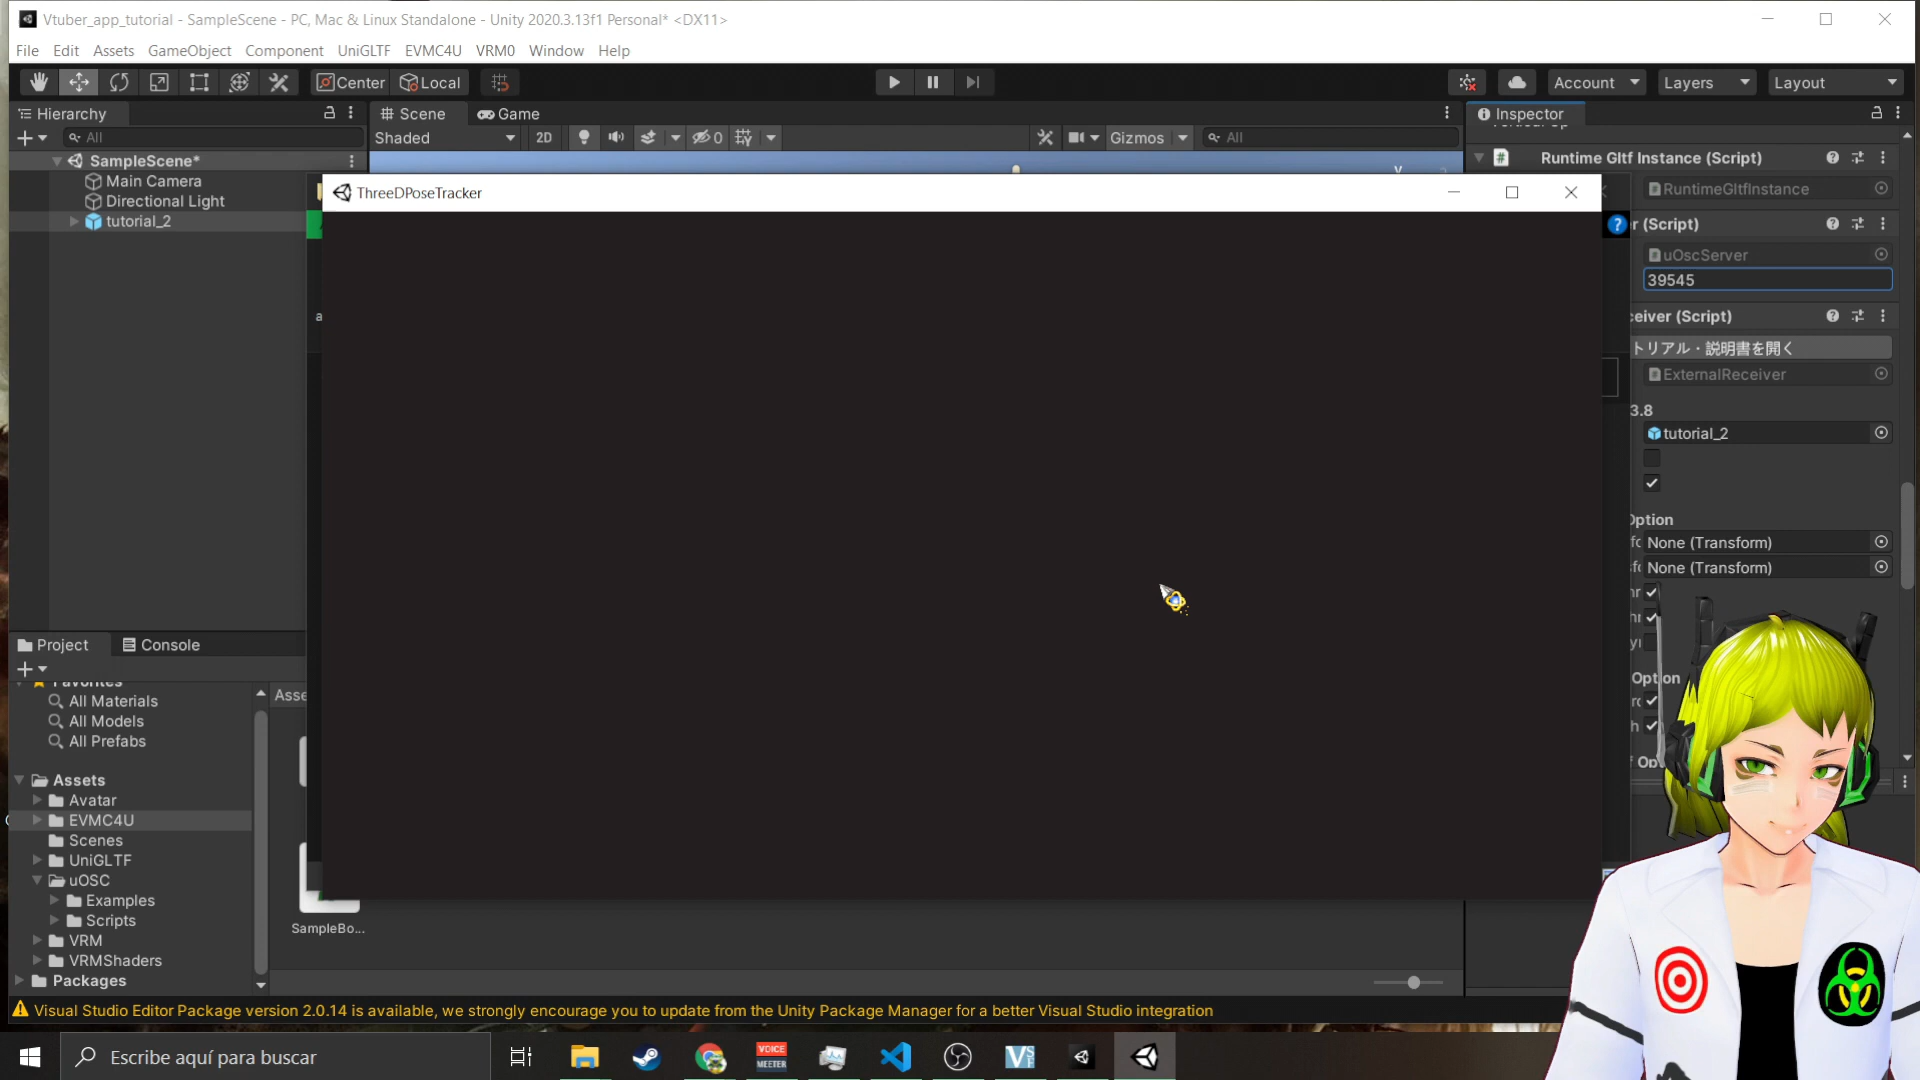 Vtuber_app_tutorial - SampleScene - PC, Mac & Linux Standalone - Unity 2020.3.13f1 Personal* <DX11>
File Edit Assets GameObject Component UniGLTF EVMC4U VRM0 Window Help
Center Local Account Layers Layout
Hierarchy Scene Game Inspector
All Shaded 2D 0 Gizmos All
SampleScene*
Main Camera
Directional Light
tutorial_2
ThreeDPoseTracker
Runtime Gltf Instance (Script)
RuntimeGltfInstance
r (Script)
uOscServer
39545
ceiver (Script)
トリアル・説明書を開く
ExternalReceiver
3.8
tutorial_2
Option
None (Transform)
None (Transform)
Option
Project Console
Favorites
All Materials
All Models
All Prefabs
Assets
Avatar
EVMC4U
Scenes
UniGLTF
uOSC
Examples
Scripts
VRM
VRMShaders
Packages
Asse
SampleBo...
Visual Studio Editor Package version 2.0.14 is available, we strongly encourage you to update from the Unity Package Manager for a better Visual Studio integration
Escribe aquí para buscar
VOICE
MEETER